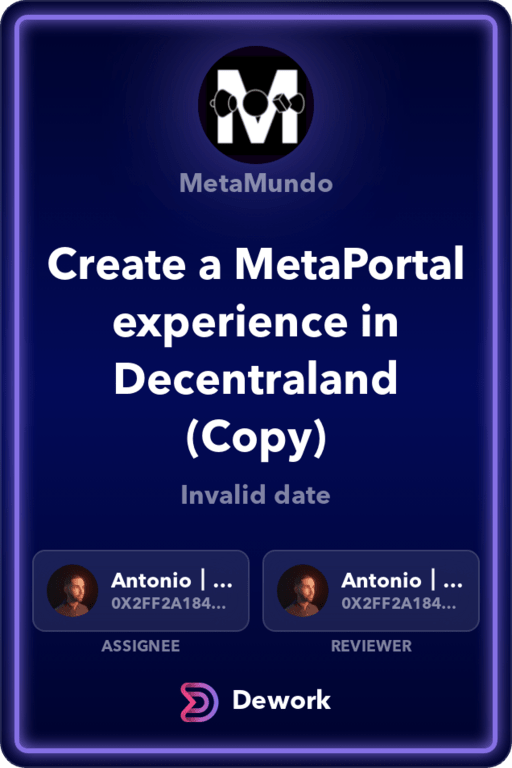 M
MetaMundo
Create a MetaPortal
experience in
Decentraland
(Copy)
Invalid date
Antonio | ...
0X2FF2A184...
Antonio | ...
0X2FF2A184...
ASSIGNEE
REVIEWER
Dework